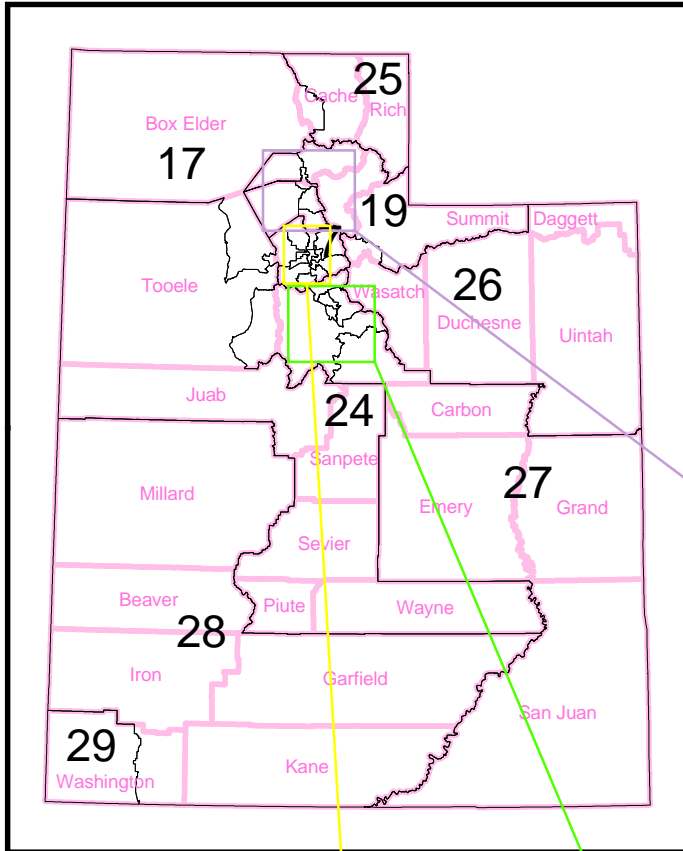 25
Cache
Rich
Box Elder
17
19
Summit Daggett
7
Tooele
Wasatch
26
Duchesne
Uintah
Juab
24
Carbon
Sanpete
Millard
27
Emery
Grand
Sevier
Beaver
Piute
Wayne
28
Iron
Garfield
San Juan
29
Kane
Washington